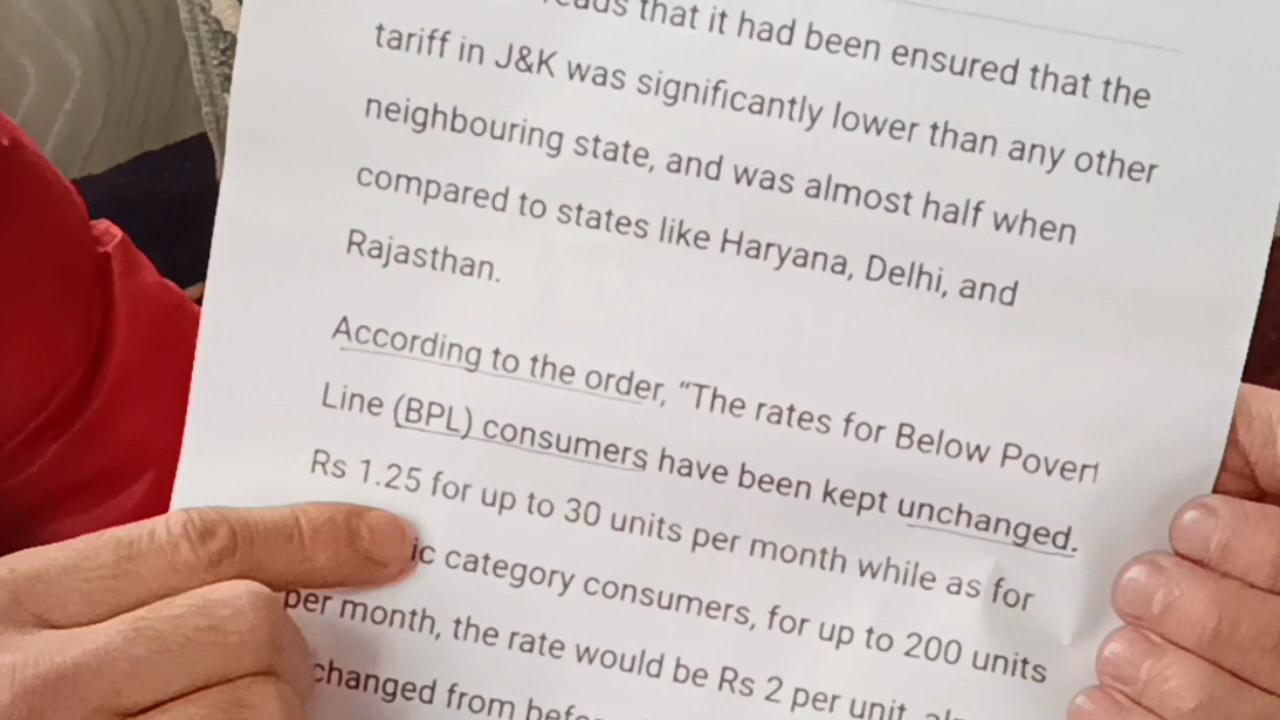 that it had been ensured that the
tariff in J&K was significantly lower than any other
neighbouring state, and was almost half when
compared to states like Haryana, Delhi, and
Rajasthan.
According to the order, “The rates for Below
Line (BPL) consumers have been kept unchanged.
Rs 1.25 for up to 30 units per month while as for
category consumers, for up to 200 units
per month, the rate would be Rs 2 per unit,
changed from